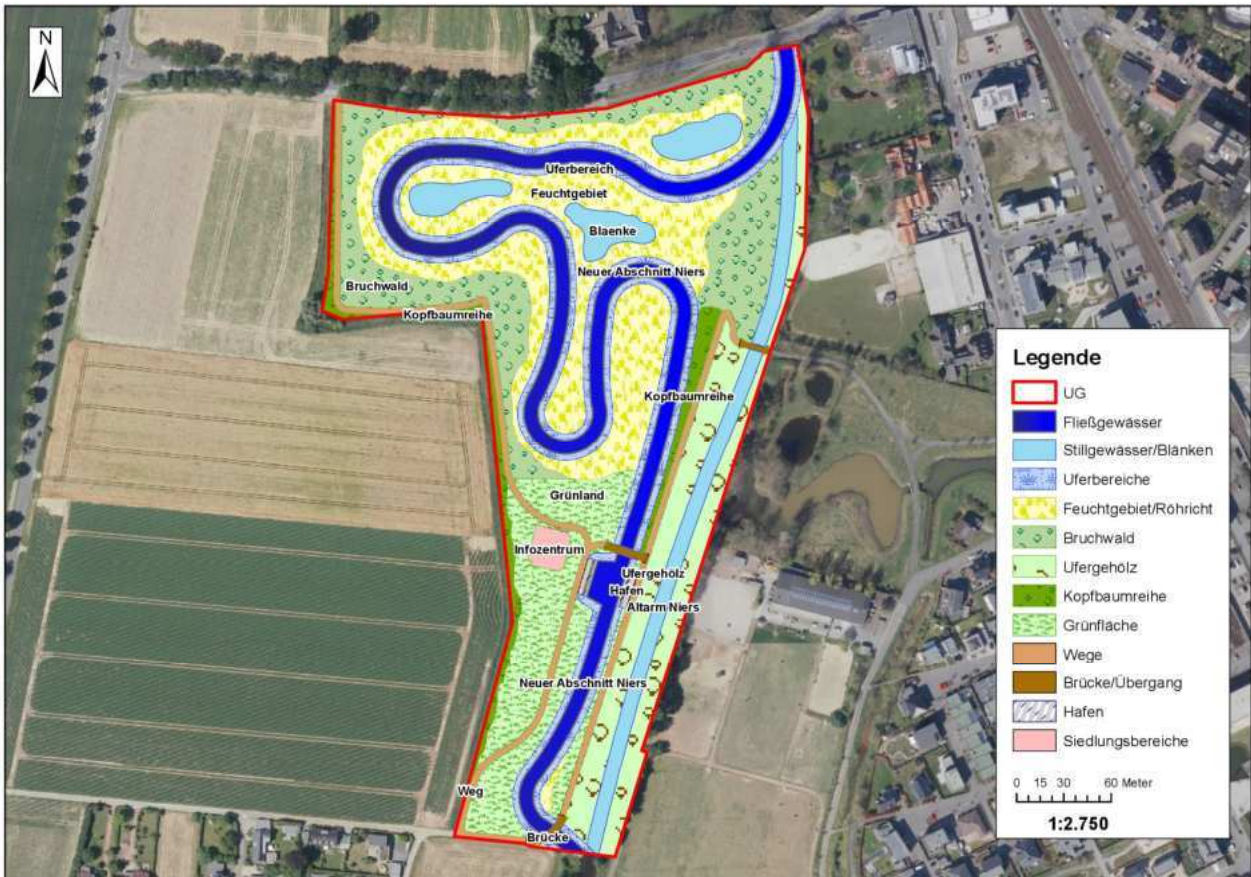 N
Uferbereich
Feuchtgebiet
Blaenke
Neuer Abschnitt Niers
Bruchwald
Kopfbaumreihe
Kopfbaumreihe
Grünland
Infozentrum
Ufergehölz
Hafen
Altarm Niers
Neuer Abschnitt Niers
Weg
Brücke
Legende
UG
Fließgewässer
Stillgewässer/Blänken
Uferbereiche
Feuchtgebiet/Röhricht
Bruchwald
Ufergehölz
Kopfbaumreihe
Grünfläche
Wege
Brücke/Übergang
Hafen
Siedlungsbereiche
0 15 30 60 Meter
1:2.750